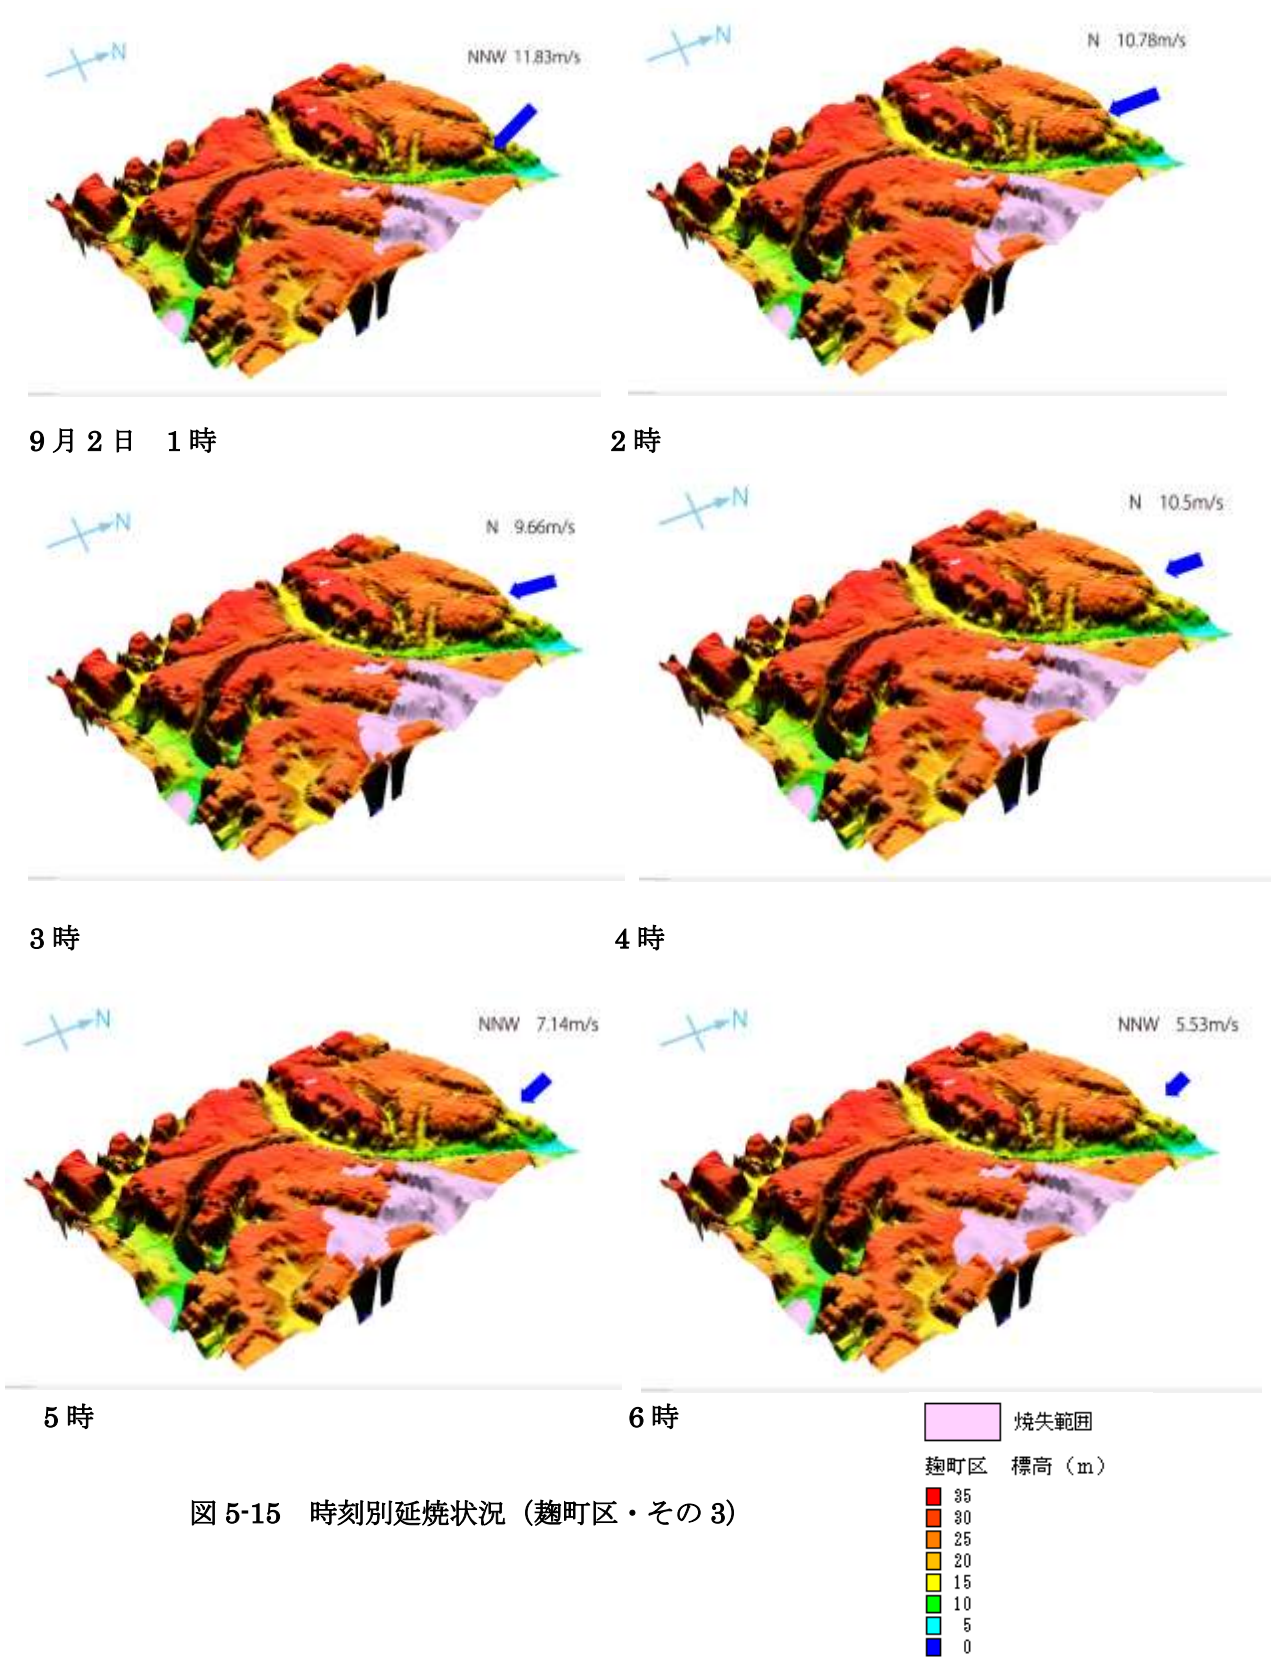 N
NNW 11.83m/s
N
N 10.78m/s
9月2日　1時
2時
N
N 9.66m/s
N
N 10.5m/s
3時
4時
N
NNW 7.14m/s
N
NNW 5.53m/s
5時
6時
焼失範囲
麹町区　標高（m）
35
30
25
20
15
10
5
0
図 5-15　時刻別延焼状況（麹町区・その 3）